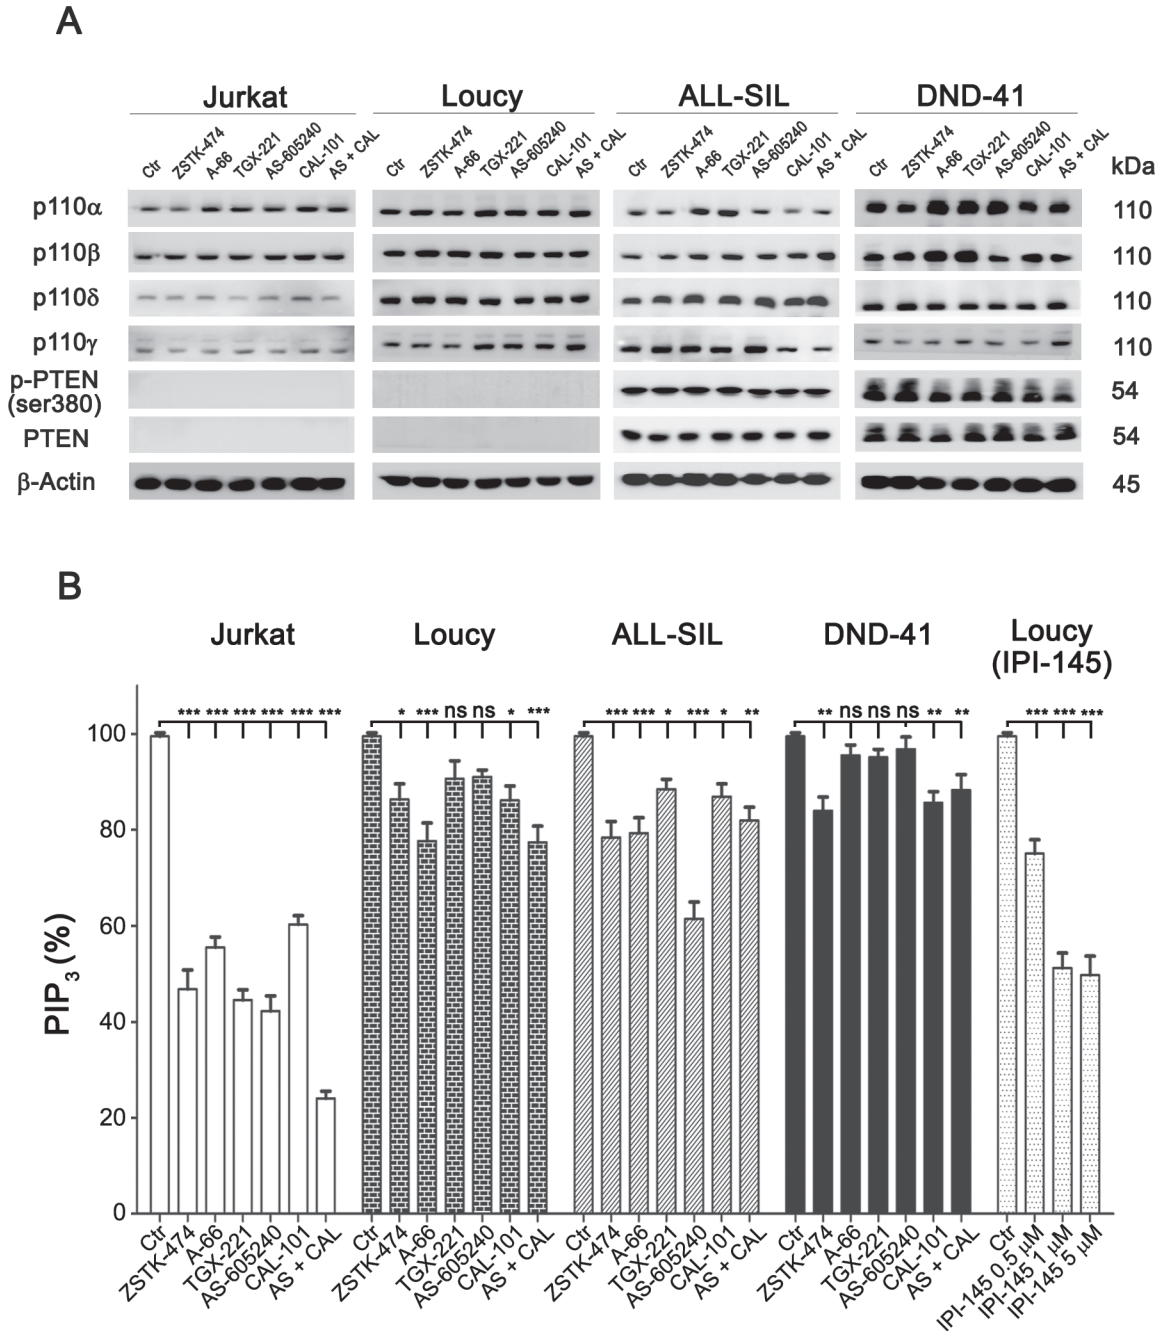 A
Jurkat Loucy ALL-SIL DND-41
Ctr ZSTK-474 A-66 TGX-221 AS-605240 CAL-101 AS + CAL Ctr ZSTK-474 A-66 TGX-221 AS-605240 CAL-101 AS + CAL Ctr ZSTK-474 A-66 TGX-221 AS-605240 CAL-101 AS + CAL Ctr ZSTK-474 A-66 TGX-221 AS-605240 CAL-101 AS + CAL kDa
p110α 110
p110β 110
p110δ 110
p110γ 110
p-PTEN
(ser380) 54
PTEN 54
β-Actin 45
B
Jurkat Loucy ALL-SIL DND-41 Loucy
(IPI-145)
*** *** *** *** *** *** * *** ns ns * *** *** *** * *** * ** ** ns ns ns ** ** *** *** ***
100
80
60
40
20
0
PIP3 (%)
Ctr ZSTK-474 A-66 TGX-221 AS-605240 CAL-101 AS + CAL Ctr ZSTK-474 A-66 TGX-221 AS-605240 CAL-101 AS + CAL Ctr ZSTK-474 A-66 TGX-221 AS-605240 CAL-101 AS + CAL Ctr ZSTK-474 A-66 TGX-221 AS-605240 CAL-101 AS + CAL Ctr IPI-145 0.5 μM IPI-145 1 μM IPI-145 5 μM